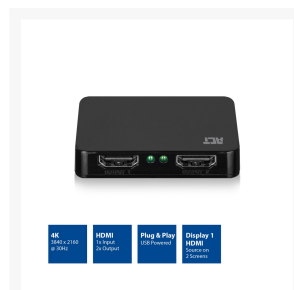 ACT
4K
3840 x 2160
@ 30Hz
HDMI
1x Input
2x Output
Plug & Play
USB Powered
Display 1
HDMI
Source on
2 Screens